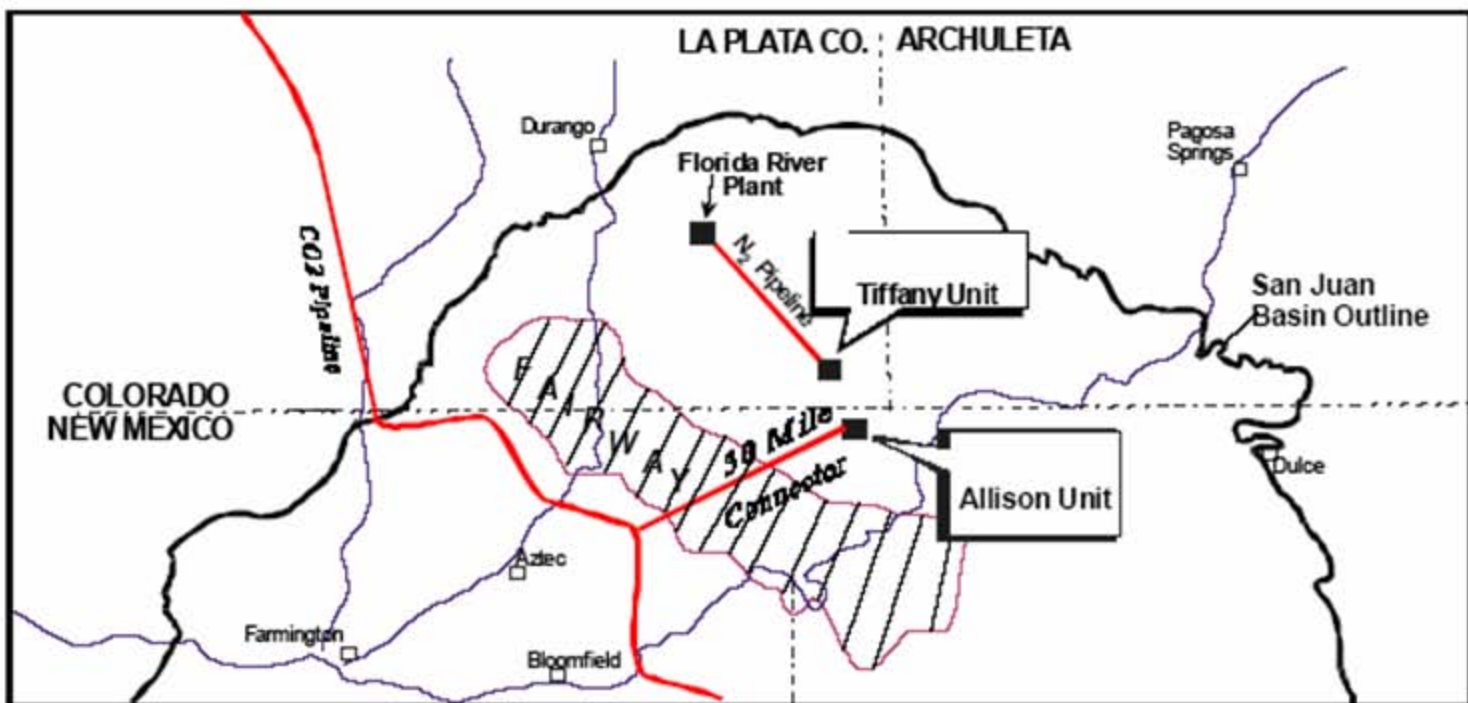 LA PLATA CO. ARCHULETA
Durango
Pagosa
Springs
Florida River
Plant
CO2 Pipeline
N2 Pipeline
Tiffany Unit
San Juan
Basin Outline
FAIRWAY
COLORADO
NEW MEXICO
30 Mile
Connector
Dulce
Allison Unit
Aztec
Farmington
Bloomfield